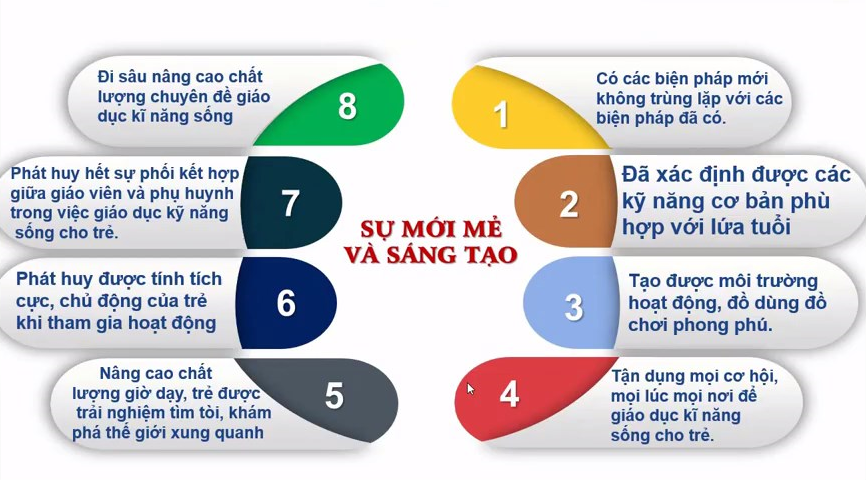 SỰ MỚI MẺ
VÀ SÁNG TẠO
1
Có các biện pháp mới
không trùng lặp với các
biện pháp đã có.
2
Đã xác định được các
kỹ năng cơ bản phù
hợp với lứa tuổi
3
Tạo được môi trường
hoạt động, đồ dùng đồ
chơi phong phú.
4
Tận dụng mọi cơ hội,
mọi lúc mọi nơi để
giáo dục kĩ năng
sống cho trẻ.
5
Nâng cao chất
lượng giờ dạy, trẻ được
trải nghiệm tìm tòi, khám
phá thế giới xung quanh
6
Phát huy được tính tích
cực, chủ động của trẻ
khi tham gia hoạt động
7
Phát huy hết sự phối kết hợp
giữa giáo viên và phụ huynh
trong việc giáo dục kỹ năng
sống cho trẻ.
8
Đi sâu nâng cao chất
lượng chuyên đề giáo
dục kĩ năng sống